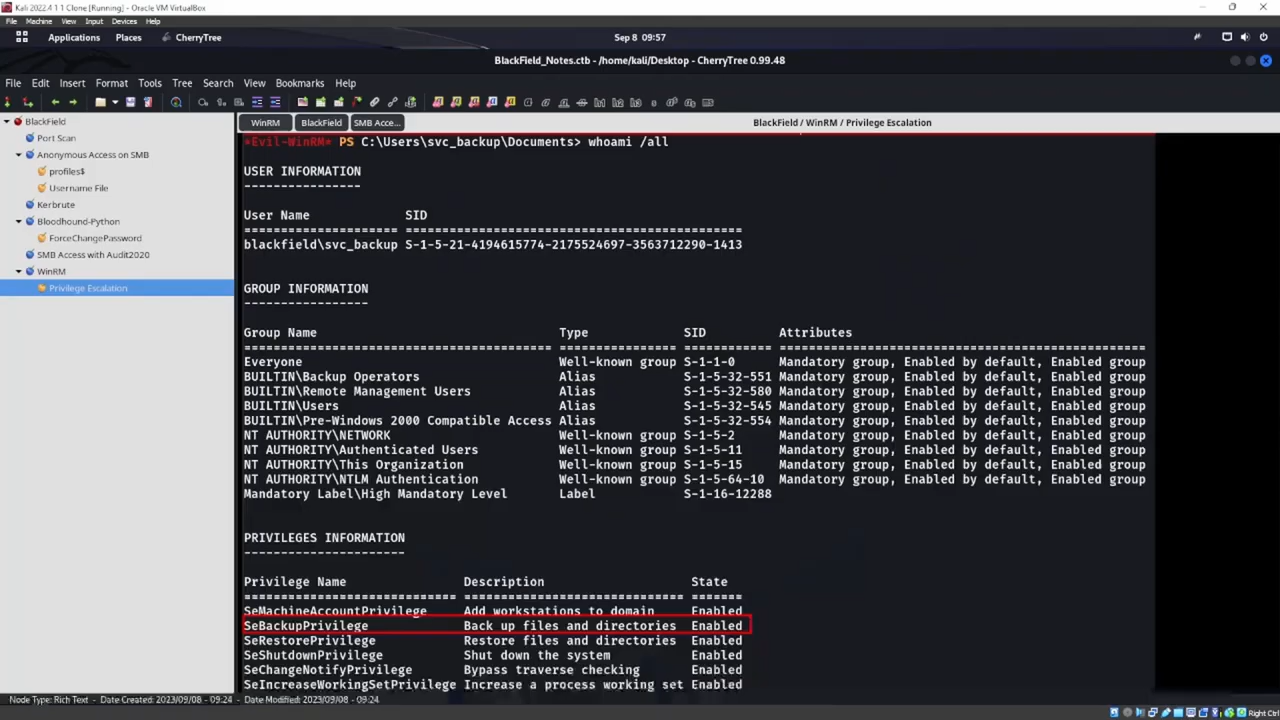 Kali 2022.4 1 1 Clone [Running] - Oracle VM VirtualBox
File Machine View Input Devices Help
Applications Places CherryTree Sep 8 09:57
BlackField_Notes.ctb - /home/kali/Desktop - CherryTree 0.99.48
File Edit Insert Format Tools Tree Search View Bookmarks Help
BlackField
Port Scan
Anonymous Access on SMB
profiles$
Username File
Kerbrute
Bloodhound-Python
ForceChangePassword
SMB Access with Audit2020
WinRM
Privilege Escalation
WinRM BlackField SMB Acce... BlackField / WinRM / Privilege Escalation
*Evil-WinRM* PS C:\Users\svc_backup\Documents> whoami /all
USER INFORMATION
----------------
User Name SID
==================== ==============================================
blackfield\svc_backup S-1-5-21-4194615774-2175524697-3563712290-1413
GROUP INFORMATION
-----------------
Group Name Type SID Attributes
========================================== ================ ============ ==================================================
Everyone Well-known group S-1-1-0 Mandatory group, Enabled by default, Enabled group
BUILTIN\Backup Operators Alias S-1-5-32-551 Mandatory group, Enabled by default, Enabled group
BUILTIN\Remote Management Users Alias S-1-5-32-580 Mandatory group, Enabled by default, Enabled group
BUILTIN\Users Alias S-1-5-32-545 Mandatory group, Enabled by default, Enabled group
BUILTIN\Pre-Windows 2000 Compatible Access Alias S-1-5-32-554 Mandatory group, Enabled by default, Enabled group
NT AUTHORITY\NETWORK Well-known group S-1-5-2 Mandatory group, Enabled by default, Enabled group
NT AUTHORITY\Authenticated Users Well-known group S-1-5-11 Mandatory group, Enabled by default, Enabled group
NT AUTHORITY\This Organization Well-known group S-1-5-15 Mandatory group, Enabled by default, Enabled group
NT AUTHORITY\NTLM Authentication Well-known group S-1-5-64-10 Mandatory group, Enabled by default, Enabled group
Mandatory Label\High Mandatory Level Label S-1-16-12288
PRIVILEGES INFORMATION
----------------------
Privilege Name Description State
============================= ============================== =======
SeMachineAccountPrivilege Add workstations to domain Enabled
SeBackupPrivilege Back up files and directories Enabled
SeRestorePrivilege Restore files and directories Enabled
SeShutdownPrivilege Shut down the system Enabled
SeChangeNotifyPrivilege Bypass traverse checking Enabled
SeIncreaseWorkingSetPrivilege Increase a process working set Enabled
Node Type: Rich Text - Date Created: 2023/09/08 - 09:24 - Date Modified: 2023/09/08 - 09:24
Right Ctrl